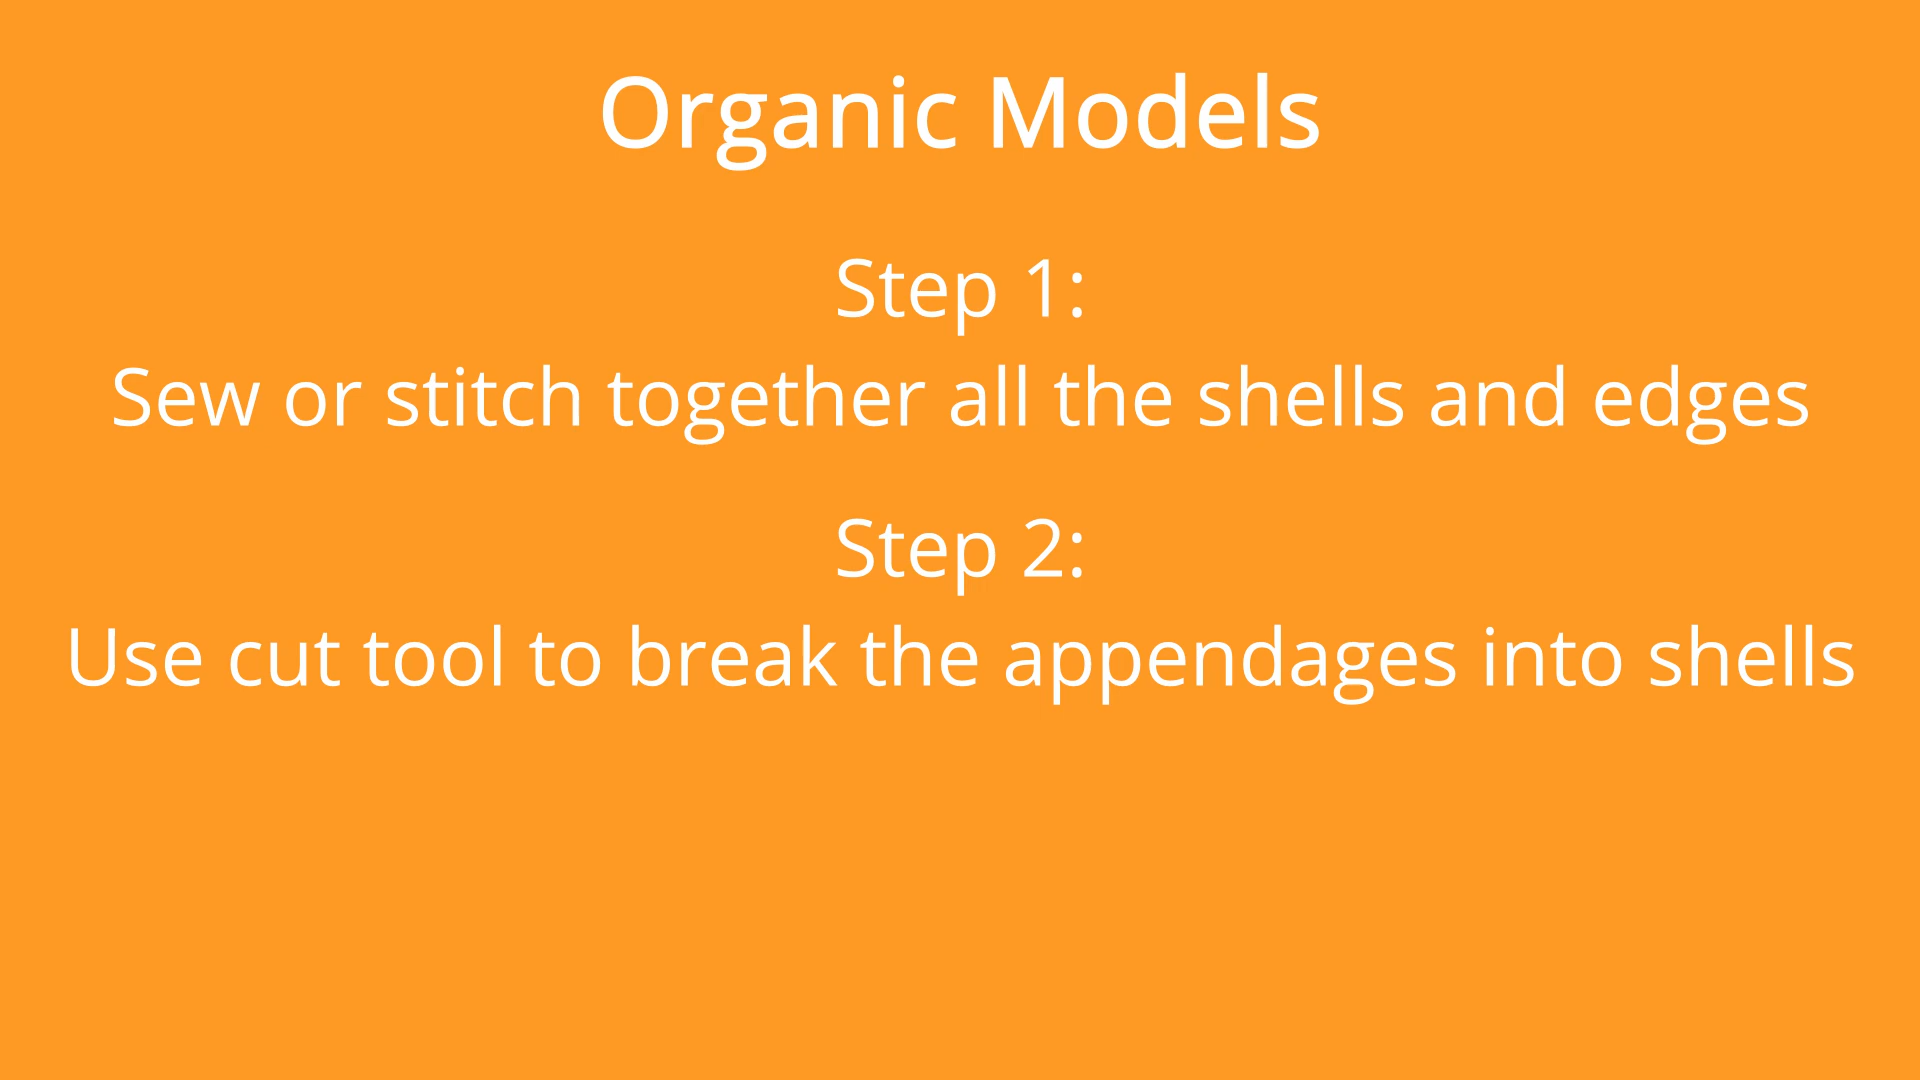 Organic Models
Step 1:
Sew or stitch together all the shells and edges
Step 2:
Use cut tool to break the appendages into shells